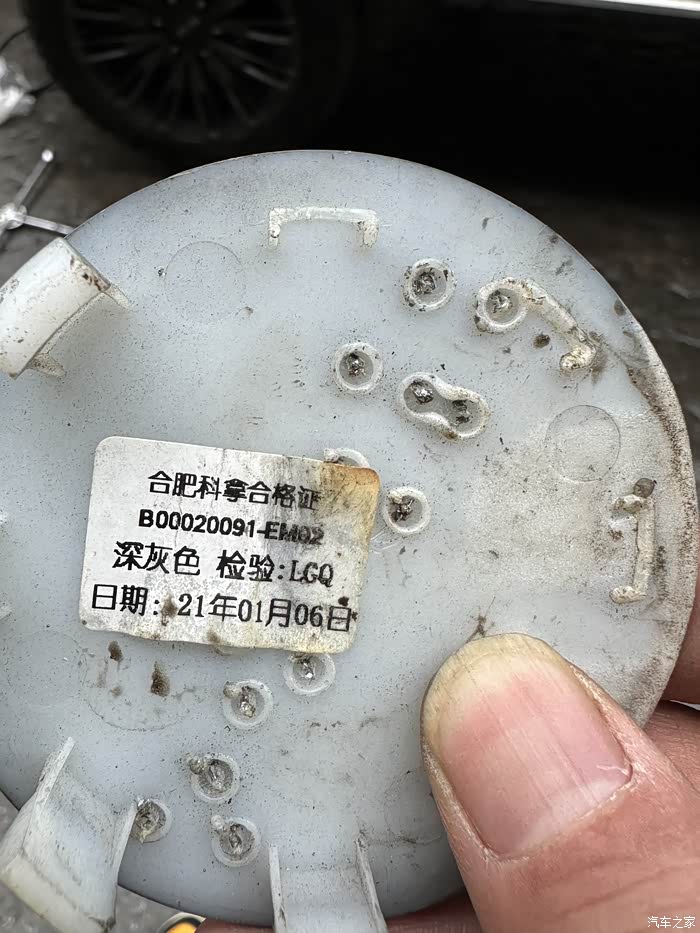 合肥科拿合格证
B00020091-EM02
深灰色 检验:LGQ
日期: 21年01月06日
汽车之家